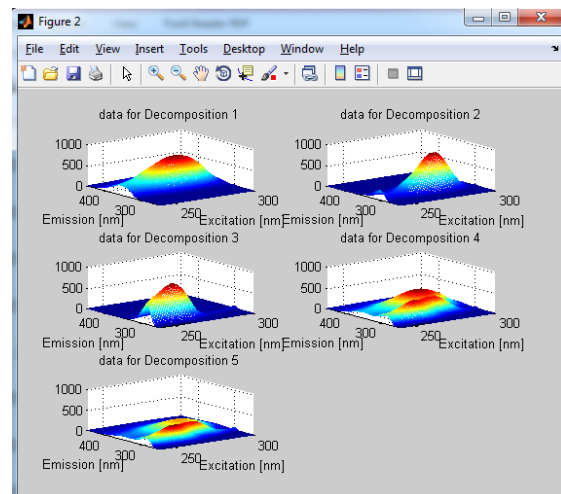 Figure 2
File Edit View Insert Tools Desktop Window Help
data for Decomposition 1
1000
500
0
400
300
250
300
Emission [nm]
Excitation [nm]
data for Decomposition 2
1000
500
0
400
300
250
300
Emission [nm]
Excitation [nm]
data for Decomposition 3
1000
500
0
400
300
250
300
Emission [nm]
Excitation [nm]
data for Decomposition 4
1000
500
0
400
300
250
300
Emission [nm]
Excitation [nm]
data for Decomposition 5
1000
500
0
400
300
250
300
Emission [nm]
Excitation [nm]